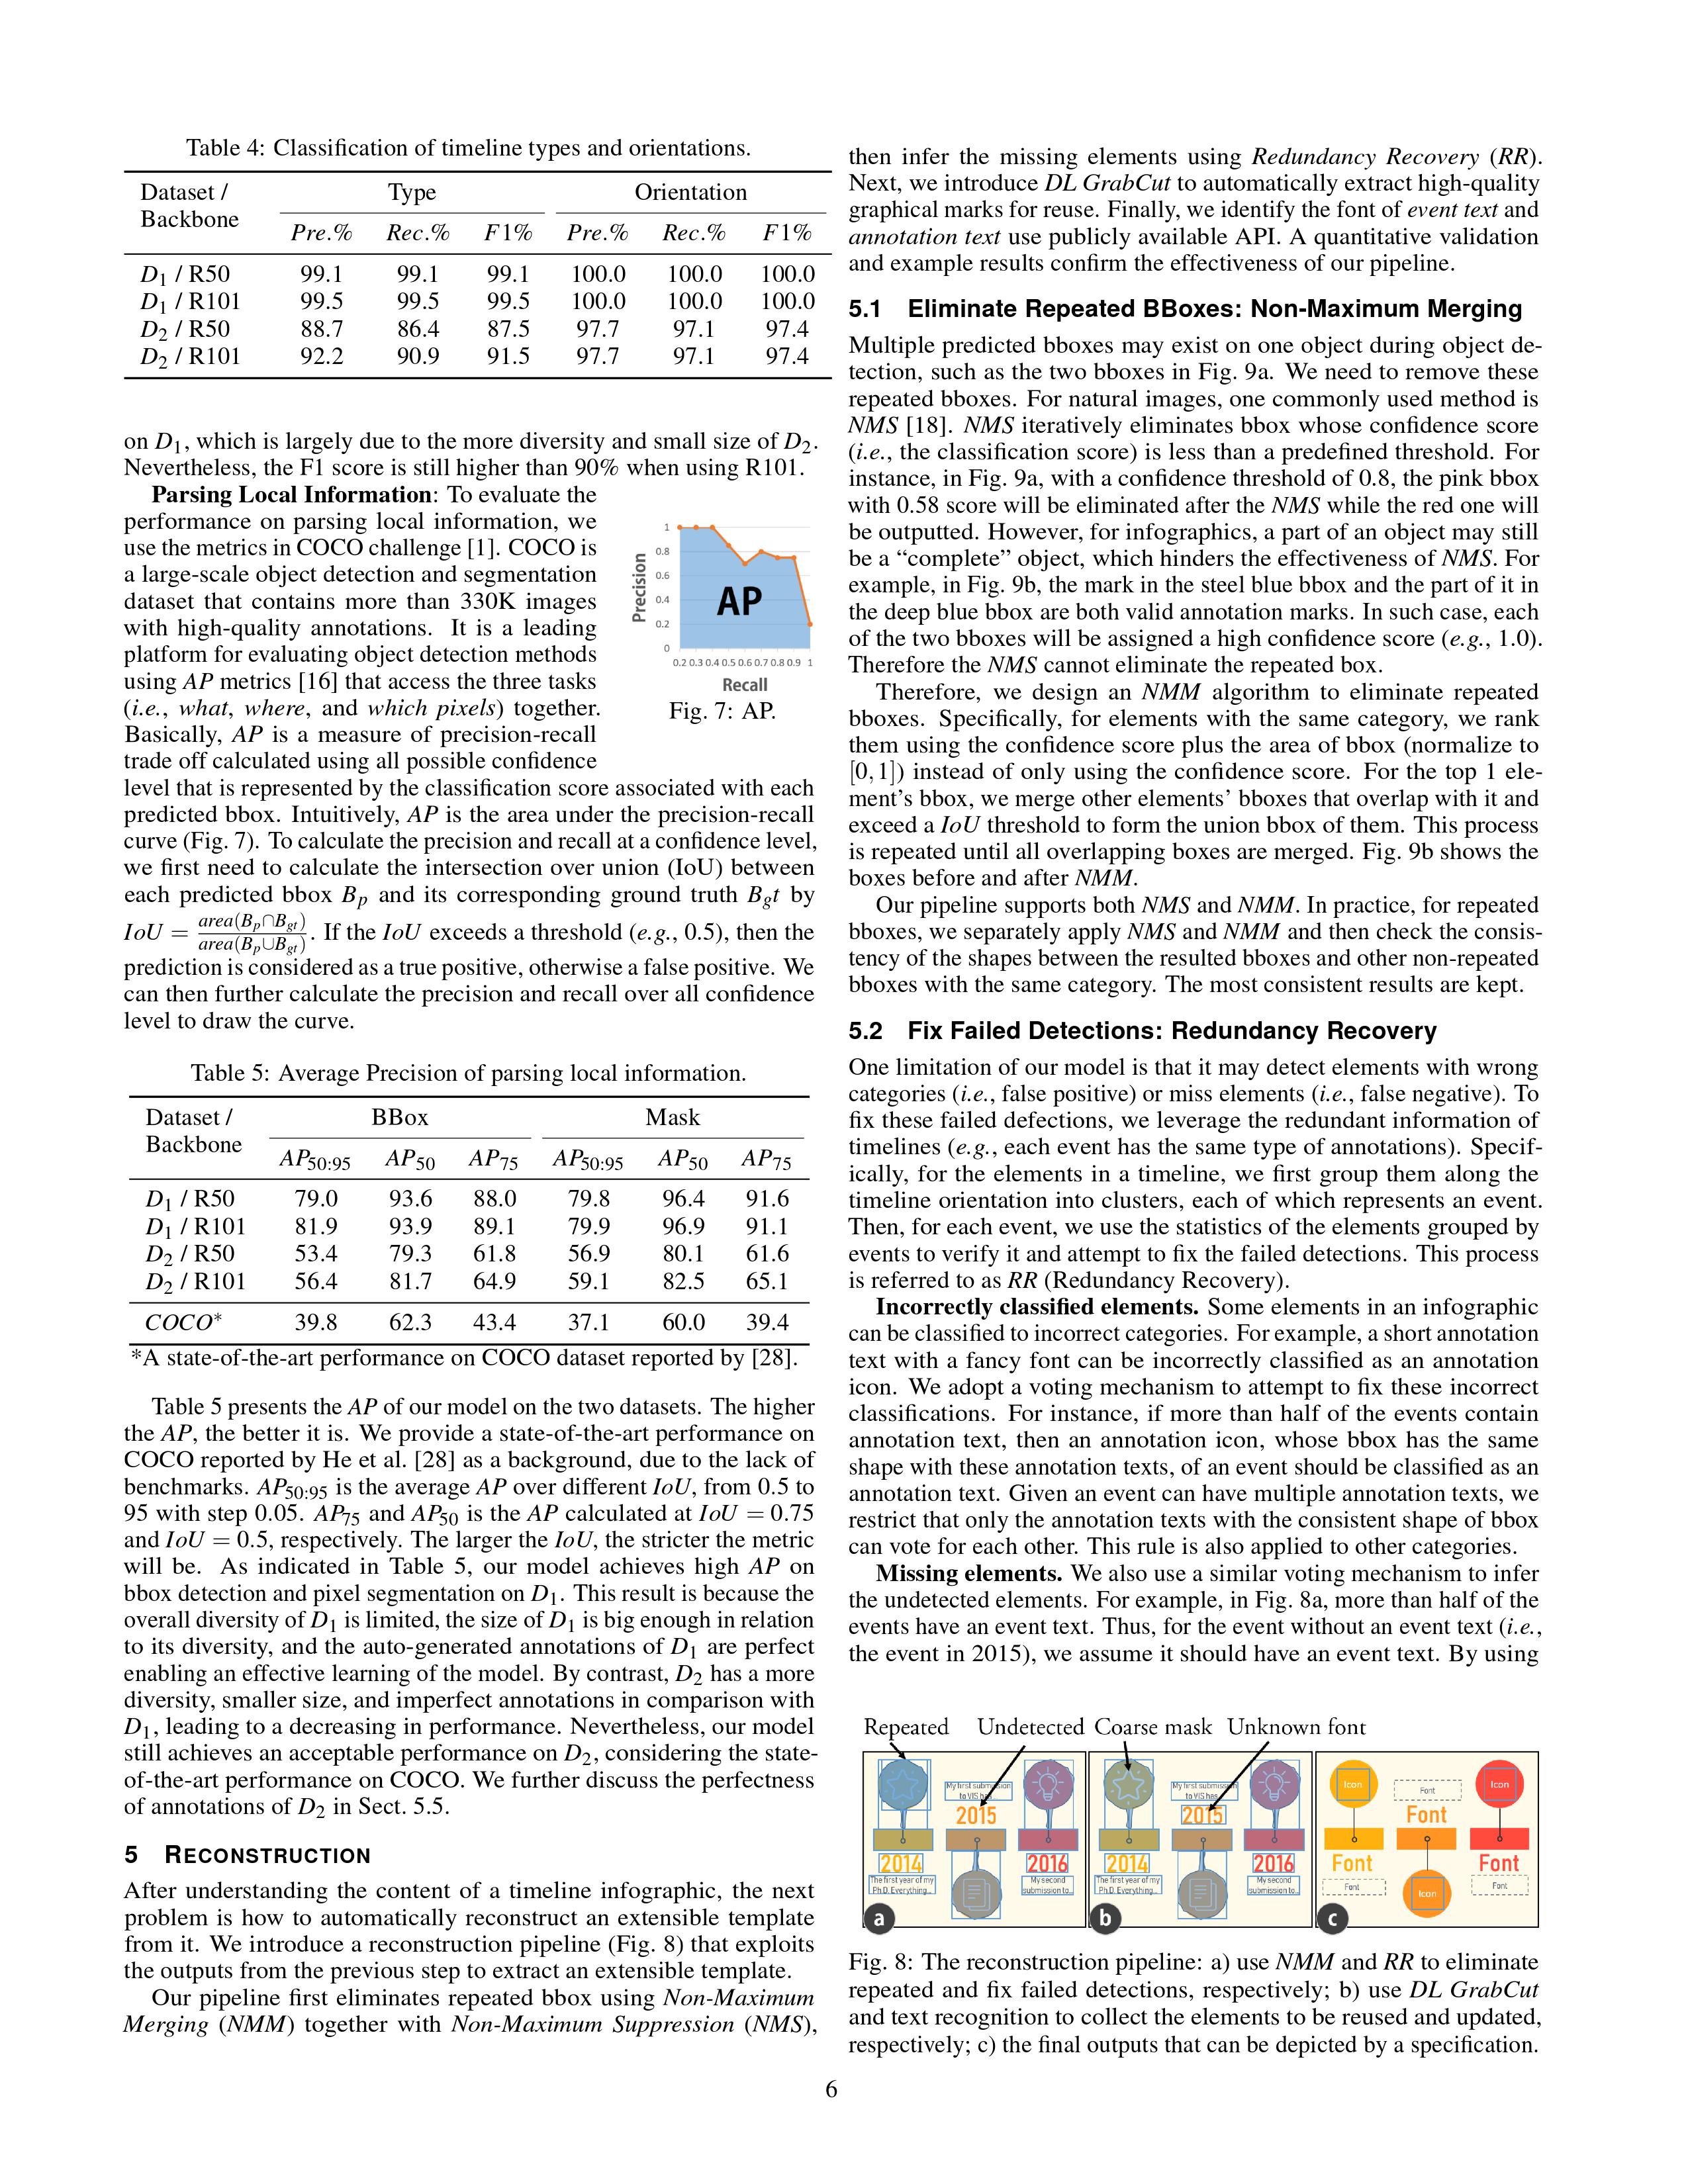 Table 4: Classification of timeline types and orientations.
Dataset / Backbone Type Orientation
Pre.% Rec.% F1% Pre.% Rec.% F1%
D1 / R50 99.1 99.1 99.1 100.0 100.0 100.0
D1 / R101 99.5 99.5 99.5 100.0 100.0 100.0
D2 / R50 88.7 86.4 87.5 97.7 97.1 97.4
D2 / R101 92.2 90.9 91.5 97.7 97.1 97.4
on D1, which is largely due to the more diversity and small size of D2.
Nevertheless, the F1 score is still higher than 90% when using R101.
Parsing Local Information: To evaluate the
performance on parsing local information, we
use the metrics in COCO challenge [1]. COCO is
a large-scale object detection and segmentation
dataset that contains more than 330K images
with high-quality annotations. It is a leading
platform for evaluating object detection methods
using AP metrics [16] that access the three tasks
(i.e., what, where, and which pixels) together.
Basically, AP is a measure of precision-recall
trade off calculated using all possible confidence
1
0.8
0.6
0.4
0.2
0
Precision
AP
0.2 0.3 0.4 0.5 0.6 0.7 0.8 0.9 1
Recall
Fig. 7: AP.
level that is represented by the classification score associated with each
predicted bbox. Intuitively, AP is the area under the precision-recall
curve (Fig. 7). To calculate the precision and recall at a confidence level,
we first need to calculate the intersection over union (IoU) between
each predicted bbox Bp and its corresponding ground truth Bgt by
IoU = area(Bp∩Bgt) / area(Bp∪Bgt). If the IoU exceeds a threshold (e.g., 0.5), then the
prediction is considered as a true positive, otherwise a false positive. We
can then further calculate the precision and recall over all confidence
level to draw the curve.
Table 5: Average Precision of parsing local information.
Dataset / Backbone BBox Mask
AP50:95 AP50 AP75 AP50:95 AP50 AP75
D1 / R50 79.0 93.6 88.0 79.8 96.4 91.6
D1 / R101 81.9 93.9 89.1 79.9 96.9 91.1
D2 / R50 53.4 79.3 61.8 56.9 80.1 61.6
D2 / R101 56.4 81.7 64.9 59.1 82.5 65.1
COCO* 39.8 62.3 43.4 37.1 60.0 39.4
*A state-of-the-art performance on COCO dataset reported by [28].
Table 5 presents the AP of our model on the two datasets. The higher
the AP, the better it is. We provide a state-of-the-art performance on
COCO reported by He et al. [28] as a background, due to the lack of
benchmarks. AP50:95 is the average AP over different IoU, from 0.5 to
95 with step 0.05. AP75 and AP50 is the AP calculated at IoU = 0.75
and IoU = 0.5, respectively. The larger the IoU, the stricter the metric
will be. As indicated in Table 5, our model achieves high AP on
bbox detection and pixel segmentation on D1. This result is because the
overall diversity of D1 is limited, the size of D1 is big enough in relation
to its diversity, and the auto-generated annotations of D1 are perfect
enabling an effective learning of the model. By contrast, D2 has a more
diversity, smaller size, and imperfect annotations in comparison with
D1, leading to a decreasing in performance. Nevertheless, our model
still achieves an acceptable performance on D2, considering the state-
of-the-art performance on COCO. We further discuss the perfectness
of annotations of D2 in Sect. 5.5.
5 RECONSTRUCTION
After understanding the content of a timeline infographic, the next
problem is how to automatically reconstruct an extensible template
from it. We introduce a reconstruction pipeline (Fig. 8) that exploits
the outputs from the previous step to extract an extensible template.
Our pipeline first eliminates repeated bbox using Non-Maximum
Merging (NMM) together with Non-Maximum Suppression (NMS),
then infer the missing elements using Redundancy Recovery (RR).
Next, we introduce DL GrabCut to automatically extract high-quality
graphical marks for reuse. Finally, we identify the font of event text and
annotation text use publicly available API. A quantitative validation
and example results confirm the effectiveness of our pipeline.
5.1 Eliminate Repeated BBoxes: Non-Maximum Merging
Multiple predicted bboxes may exist on one object during object de-
tection, such as the two bboxes in Fig. 9a. We need to remove these
repeated bboxes. For natural images, one commonly used method is
NMS [18]. NMS iteratively eliminates bbox whose confidence score
(i.e., the classification score) is less than a predefined threshold. For
instance, in Fig. 9a, with a confidence threshold of 0.8, the pink bbox
with 0.58 score will be eliminated after the NMS while the red one will
be outputted. However, for infographics, a part of an object may still
be a “complete” object, which hinders the effectiveness of NMS. For
example, in Fig. 9b, the mark in the steel blue bbox and the part of it in
the deep blue bbox are both valid annotation marks. In such case, each
of the two bboxes will be assigned a high confidence score (e.g., 1.0).
Therefore the NMS cannot eliminate the repeated box.
Therefore, we design an NMM algorithm to eliminate repeated
bboxes. Specifically, for elements with the same category, we rank
them using the confidence score plus the area of bbox (normalize to
[0,1]) instead of only using the confidence score. For the top 1 ele-
ment’s bbox, we merge other elements’ bboxes that overlap with it and
exceed a IoU threshold to form the union bbox of them. This process
is repeated until all overlapping boxes are merged. Fig. 9b shows the
boxes before and after NMM.
Our pipeline supports both NMS and NMM. In practice, for repeated
bboxes, we separately apply NMS and NMM and then check the consis-
tency of the shapes between the resulted bboxes and other non-repeated
bboxes with the same category. The most consistent results are kept.
5.2 Fix Failed Detections: Redundancy Recovery
One limitation of our model is that it may detect elements with wrong
categories (i.e., false positive) or miss elements (i.e., false negative). To
fix these failed defections, we leverage the redundant information of
timelines (e.g., each event has the same type of annotations). Specif-
ically, for the elements in a timeline, we first group them along the
timeline orientation into clusters, each of which represents an event.
Then, for each event, we use the statistics of the elements grouped by
events to verify it and attempt to fix the failed detections. This process
is referred to as RR (Redundancy Recovery).
Incorrectly classified elements. Some elements in an infographic
can be classified to incorrect categories. For example, a short annotation
text with a fancy font can be incorrectly classified as an annotation
icon. We adopt a voting mechanism to attempt to fix these incorrect
classifications. For instance, if more than half of the events contain
annotation text, then an annotation icon, whose bbox has the same
shape with these annotation texts, of an event should be classified as an
annotation text. Given an event can have multiple annotation texts, we
restrict that only the annotation texts with the consistent shape of bbox
can vote for each other. This rule is also applied to other categories.
Missing elements. We also use a similar voting mechanism to infer
the undetected elements. For example, in Fig. 8a, more than half of the
events have an event text. Thus, for the event without an event text (i.e.,
the event in 2015), we assume it should have an event text. By using
Repeated Undetected Coarse mask Unknown font
My first submission
to VIS has
2015
2014
2016
The first year of my
Ph.D. Everything...
My second
submission to...
a
My first submission
to VIS has
2015
2014
2016
The first year of my
Ph.D. Everything...
My second
submission to...
b
Icon
Font
Icon
Font
Font
Font
Font
Icon
Font
c
Fig. 8: The reconstruction pipeline: a) use NMM and RR to eliminate
repeated and fix failed detections, respectively; b) use DL GrabCut
and text recognition to collect the elements to be reused and updated,
respectively; c) the final outputs that can be depicted by a specification.
6